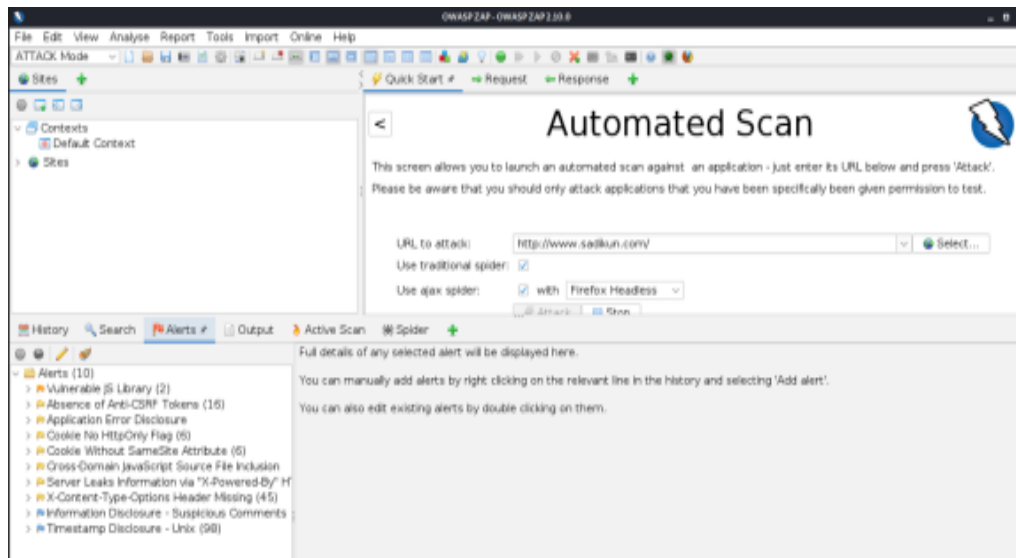 OWASP ZAP - OWASP ZAP 2.10.0
File Edit View Analyse Report Tools Import Online Help
ATTACK Mode
Sites
Quick Start Request Response
Contexts
Default Context
Sites
<
Automated Scan
This screen allows you to launch an automated scan against an application - just enter its URL below and press 'Attack'.
Please be aware that you should only attack applications that you have been specifically been given permission to test.
URL to attack: http://www.sadikun.com/ Select...
Use traditional spider:
Use ajax spider: with Firefox Headless
Attack Stop
History Search Alerts Output Active Scan Spider
Alerts (10)
Vulnerable JS Library (2)
Absence of Anti-CSRF Tokens (16)
Application Error Disclosure
Cookie No HttpOnly Flag (6)
Cookie Without SameSite Attribute (6)
Cross-Domain JavaScript Source File Inclusion
Server Leaks Information via "X-Powered-By" H
X-Content-Type-Options Header Missing (45)
Information Disclosure - Suspicious Comments
Timestamp Disclosure - Unix (98)
Full details of any selected alert will be displayed here.
You can manually add alerts by right clicking on the relevant line in the history and selecting 'Add alert'.
You can also edit existing alerts by double clicking on them.